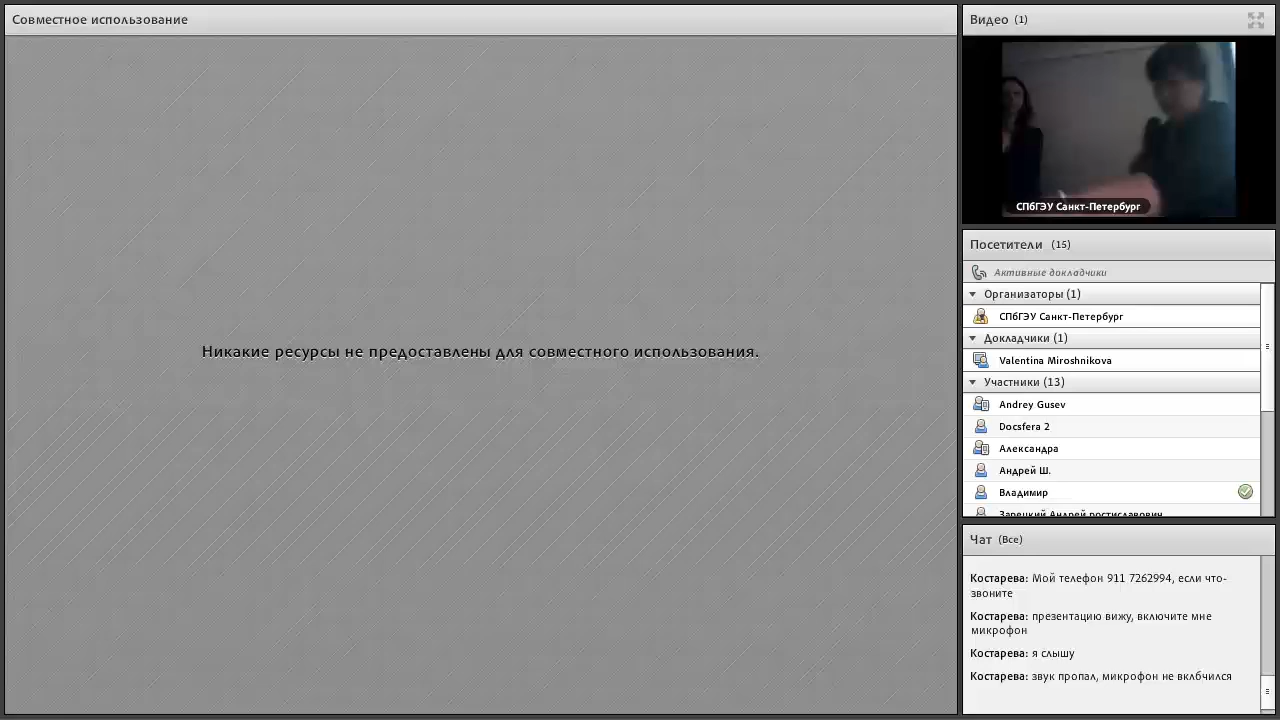 Совместное использование
Никакие ресурсы не предоставлены для совместного использования.
Видео (1)
СПбГЭУ Санкт-Петербург
Посетители (15)
Активные докладчики
Организаторы (1)
СПбГЭУ Санкт-Петербург
Докладчики (1)
Valentina Miroshnikova
Участники (13)
Andrey Gusev
Docsfera 2
Александра
Андрей Ш.
Владимир
Зарецкий Андрей ростиславович
Чат (Все)
Костарева: Мой телефон 911 7262994, если что-
звоните
Костарева: презентацию вижу, включите мне
микрофон
Костарева: я слышу
Костарева: звук пропал, микрофон не вклбчился